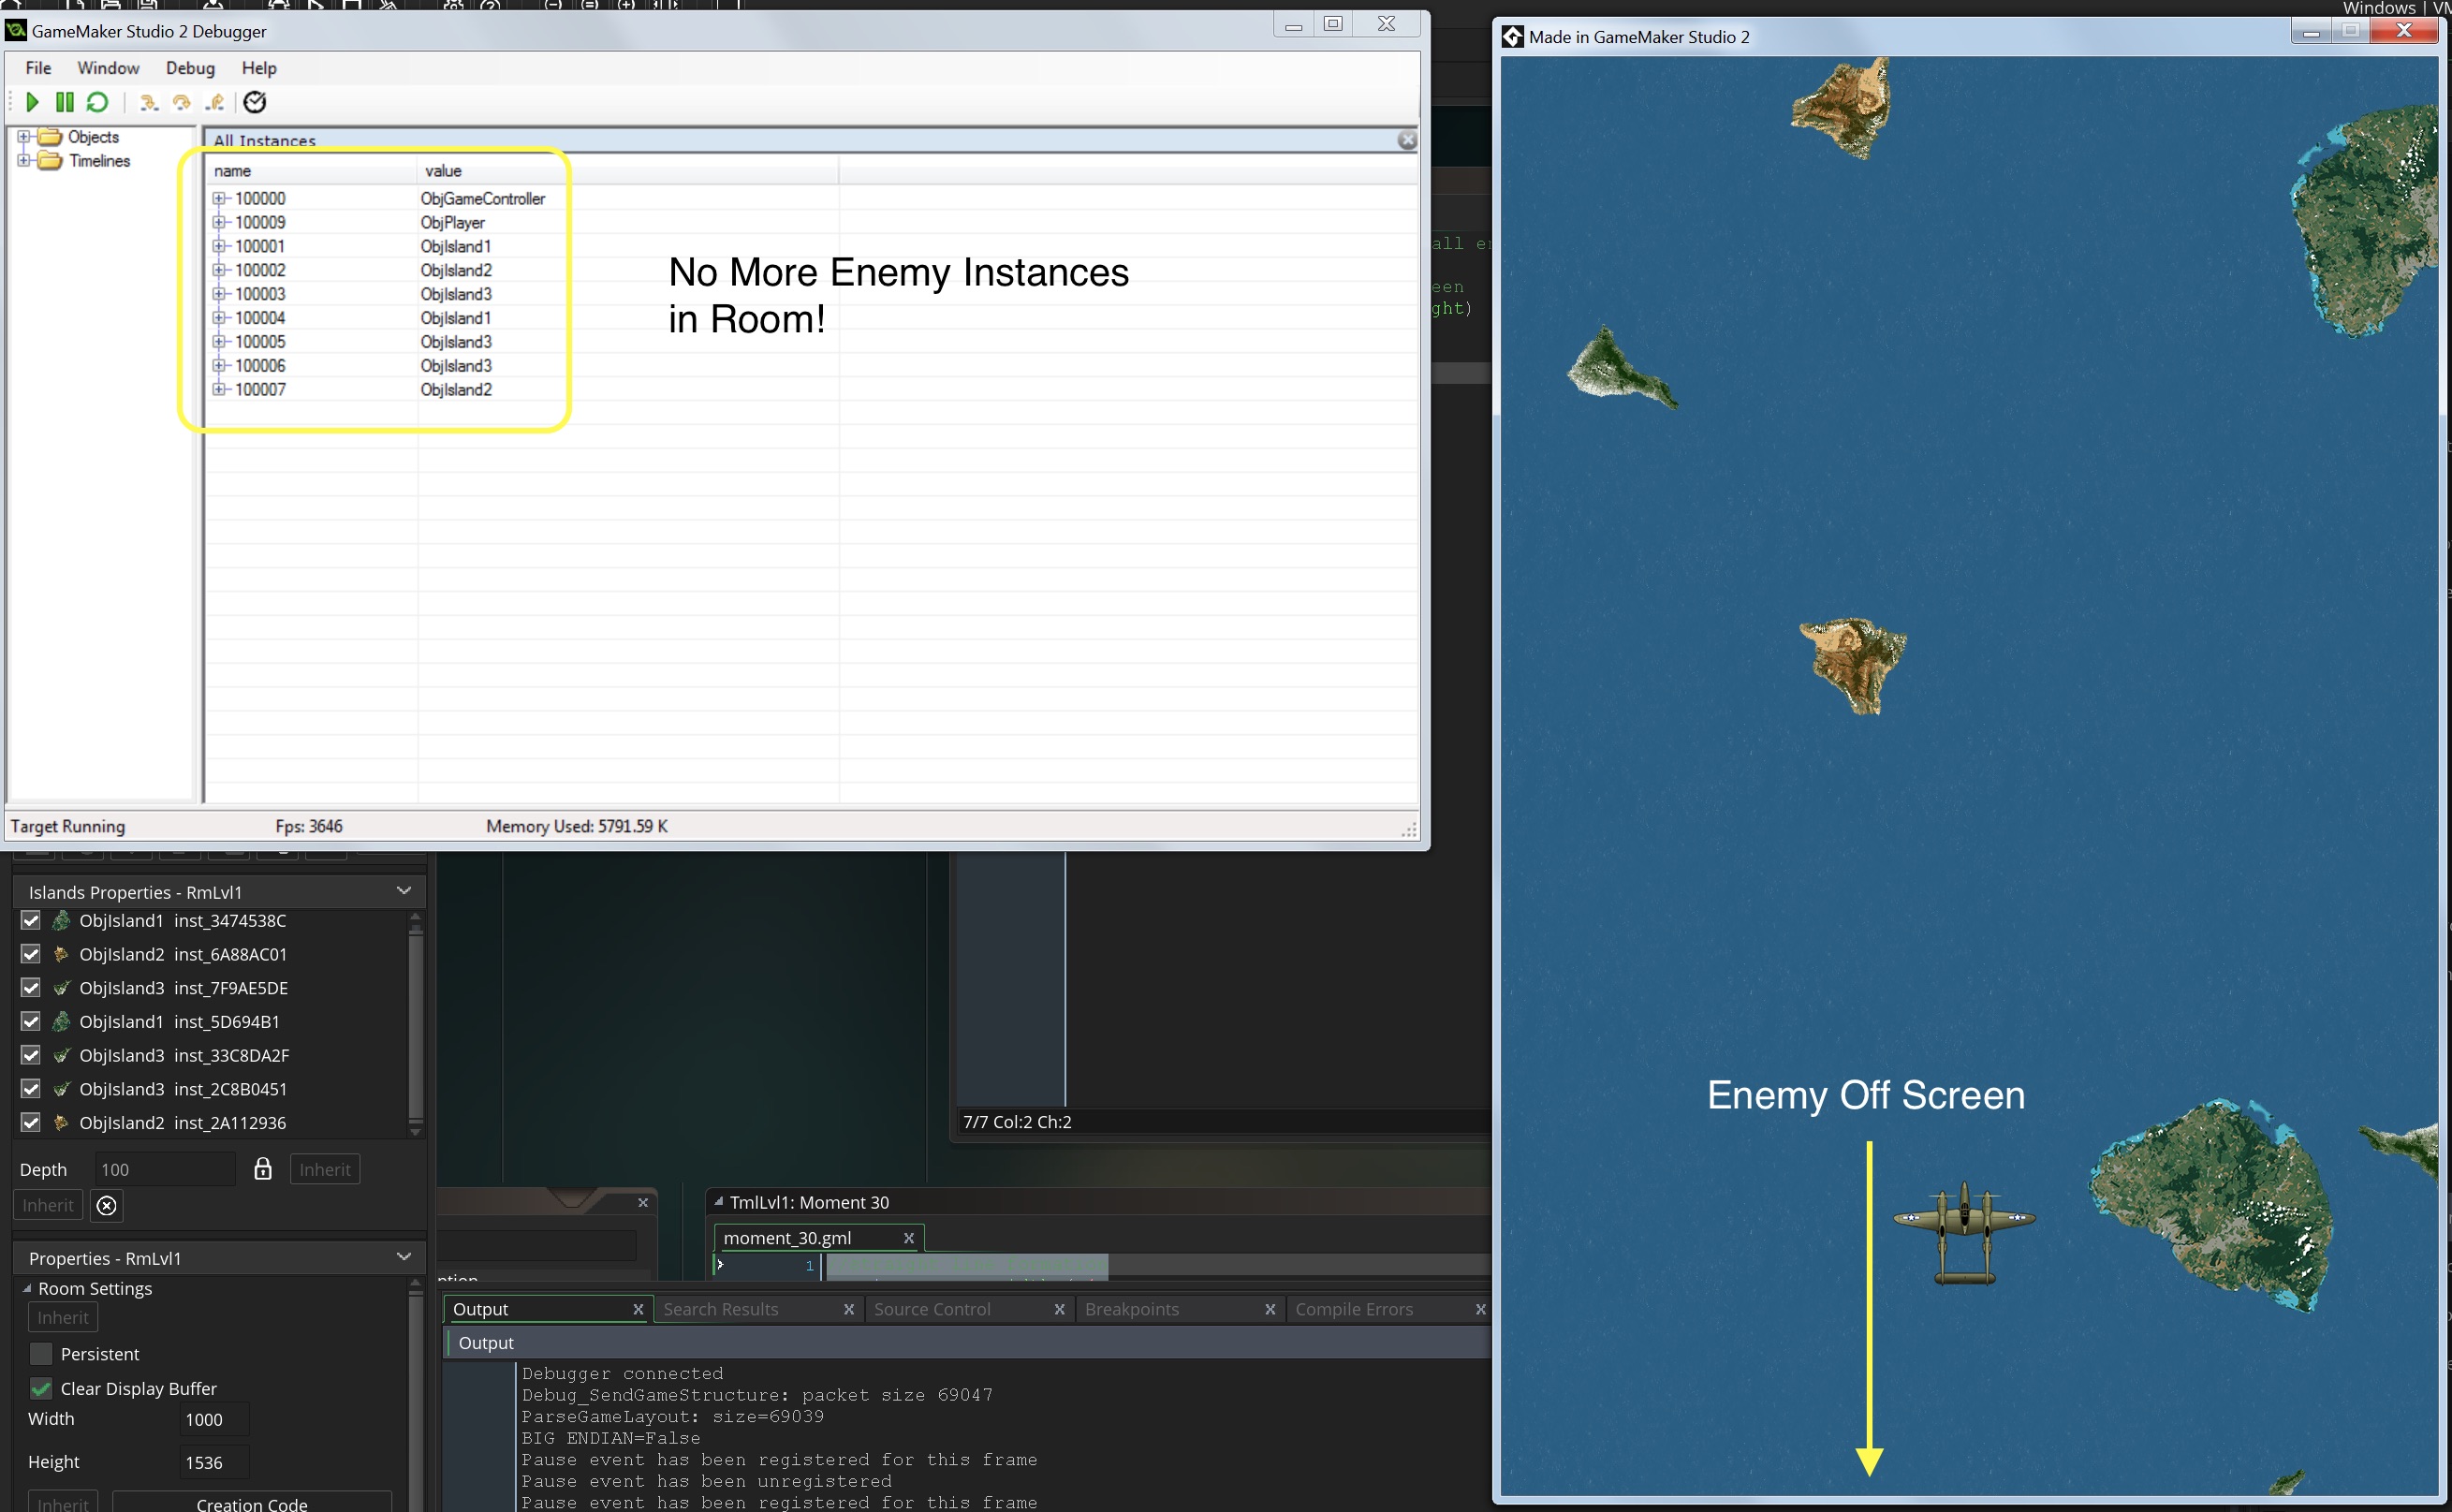 Windows | VM
GameMaker Studio 2 Debugger
File Window Debug Help
Objects
Timelines
All Instances
name value
100000 ObjGameController
100009 ObjPlayer
100001 ObjIsland1
100002 ObjIsland2
100003 ObjIsland3
100004 ObjIsland1
100005 ObjIsland3
100006 ObjIsland3
100007 ObjIsland2
No More Enemy Instances
in Room!
Target Running Fps: 3646 Memory Used: 5791.59 K
all
ght)
Made in GameMaker Studio 2
Enemy Off Screen
Islands Properties - RmLvl1
ObjIsland1 inst_3474538C
ObjIsland2 inst_6A88AC01
ObjIsland3 inst_7F9AE5DE
ObjIsland1 inst_5D694B1
ObjIsland3 inst_33C8DA2F
ObjIsland3 inst_2C8B0451
ObjIsland2 inst_2A112936
Depth 100 Inherit
Inherit
Properties - RmLvl1
Room Settings
Inherit
Persistent
Clear Display Buffer
Width 1000
Height 1536
Inherit Creation Code
7/7 Col:2 Ch:2
TmlLvl1: Moment 30
moment_30.gml
1
Output Search Results Source Control Breakpoints Compile Errors
Output
Debugger connected
Debug_SendGameStructure: packet size 69047
ParseGameLayout: size=69039
BIG ENDIAN=False
Pause event has been registered for this frame
Pause event has been unregistered
Pause event has been registered for this frame